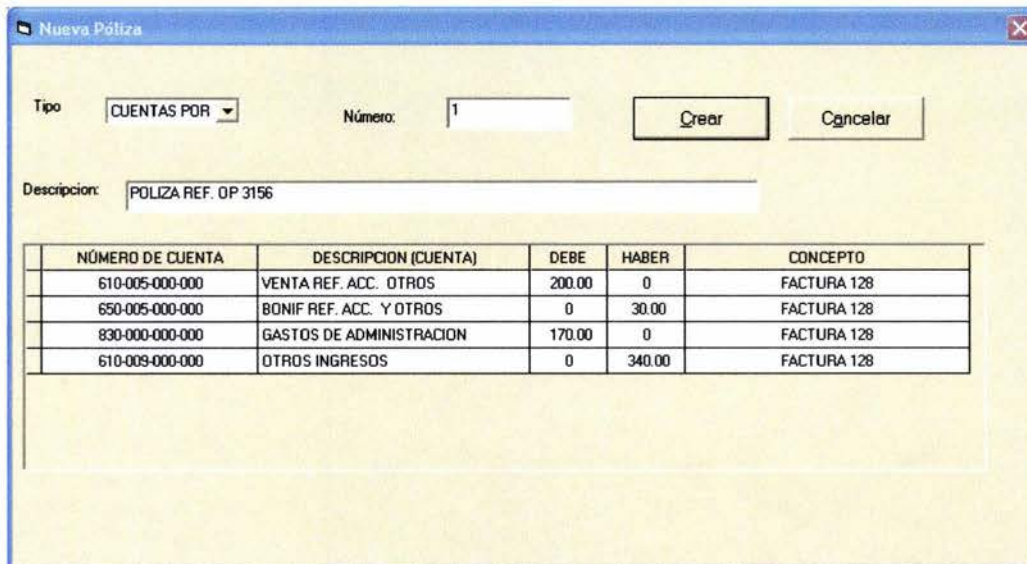 Nueva Póliza
Tipo CUENTAS POR Número: 1 Crear Cancelar
Descripcion: POLIZA REF. OP 3156
NÚMERO DE CUENTA DESCRIPCION (CUENTA) DEBE HABER CONCEPTO
610-005-000-000 VENTA REF. ACC. OTROS 200.00 0 FACTURA 128
650-005-000-000 BONIF REF. ACC. Y OTROS 0 30.00 FACTURA 128
830-000-000-000 GASTOS DE ADMINISTRACION 170.00 0 FACTURA 128
610-009-000-000 OTROS INGRESOS 0 340.00 FACTURA 128